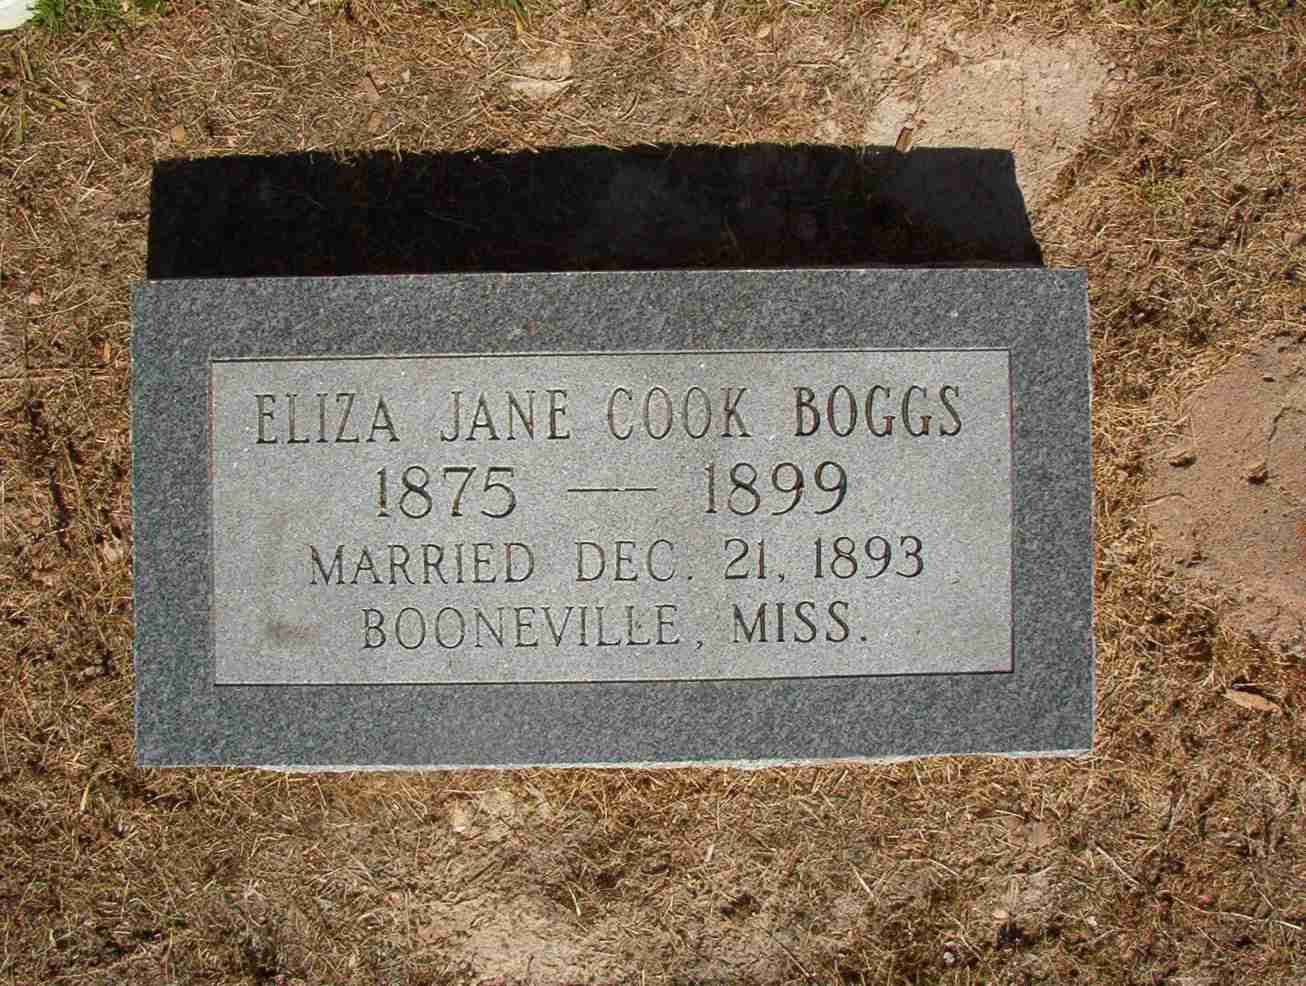 ELIZA JANE COOK BOGGS
1875 — 1899
MARRIED DEC. 21, 1893
BOONEVILLE, MISS.